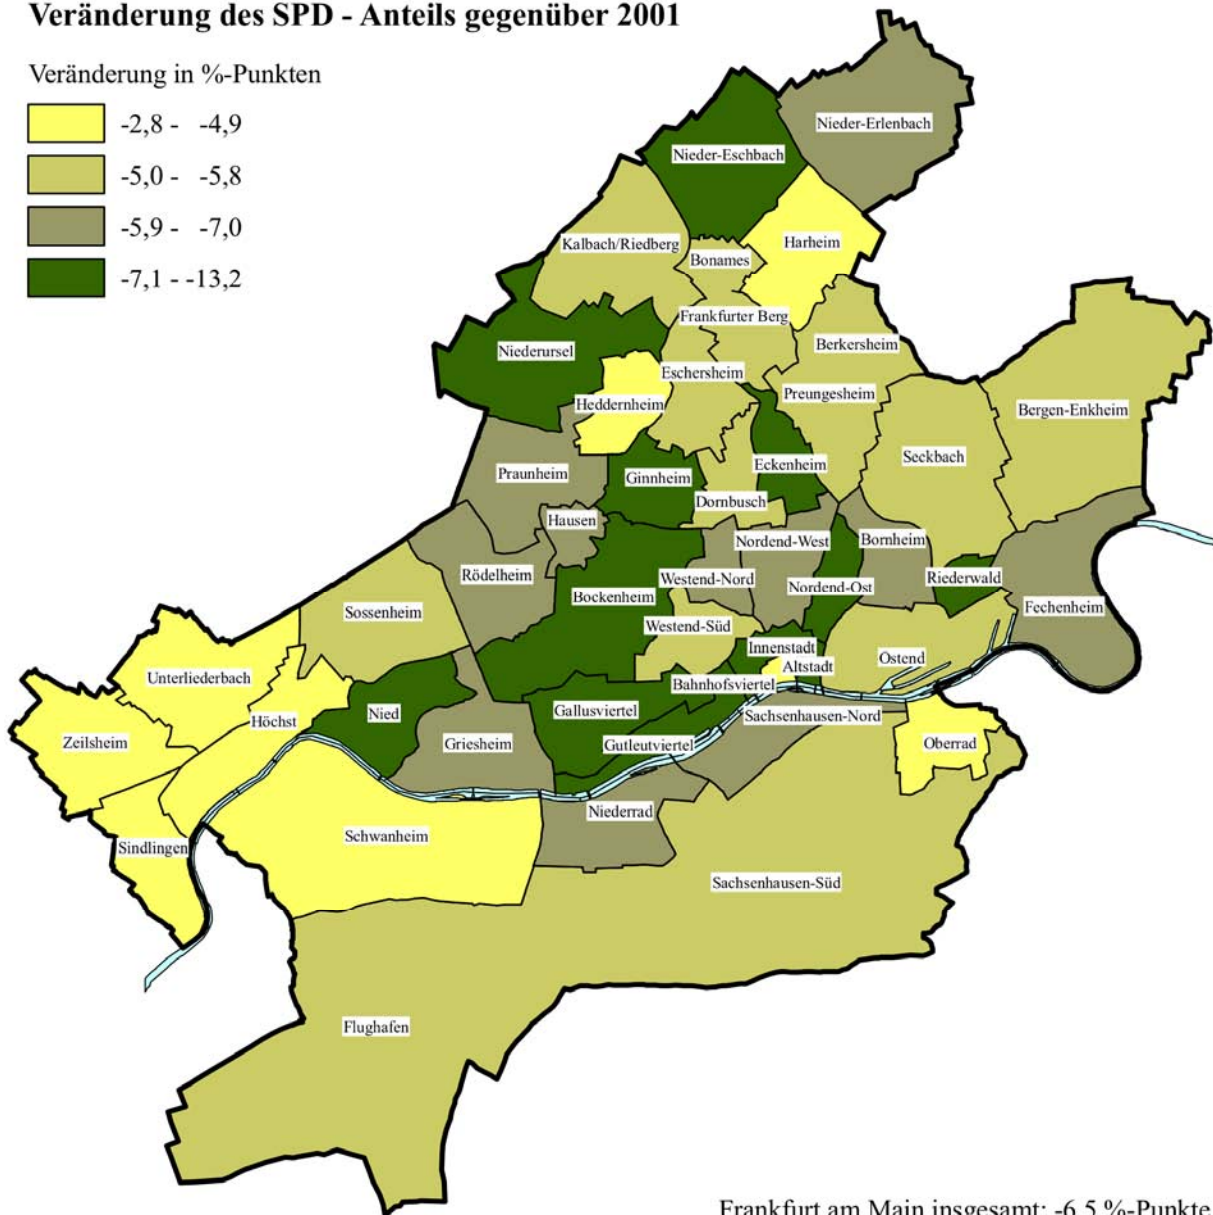 Veränderung des SPD - Anteils gegenüber 2001
Veränderung in %-Punkten
-2,8 - -4,9
-5,0 - -5,8
-5,9 - -7,0
-7,1 - -13,2
Nieder-Erlenbach
Nieder-Eschbach
Harheim
Kalbach/Riedberg
Bonames
Frankfurter Berg
Berkersheim
Niederursel
Eschersheim
Preungesheim
Heddernheim
Bergen-Enkheim
Seckbach
Eckenheim
Praunheim
Ginnheim
Dornbusch
Hausen
Nordend-West
Bornheim
Rödelheim
Westend-Nord
Nordend-Ost
Riederwald
Bockenheim
Fechenheim
Sossenheim
Westend-Süd
Innenstadt
Ostend
Altstadt
Unterliederbach
Bahnhofsviertel
Höchst
Nied
Gallusviertel
Sachsenhausen-Nord
Zeilsheim
Griesheim
Gutleutviertel
Oberrad
Niederrad
Schwanheim
Sindlingen
Sachsenhausen-Süd
Flughafen
Frankfurt am Main insgesamt: -6,5 %-Punkte